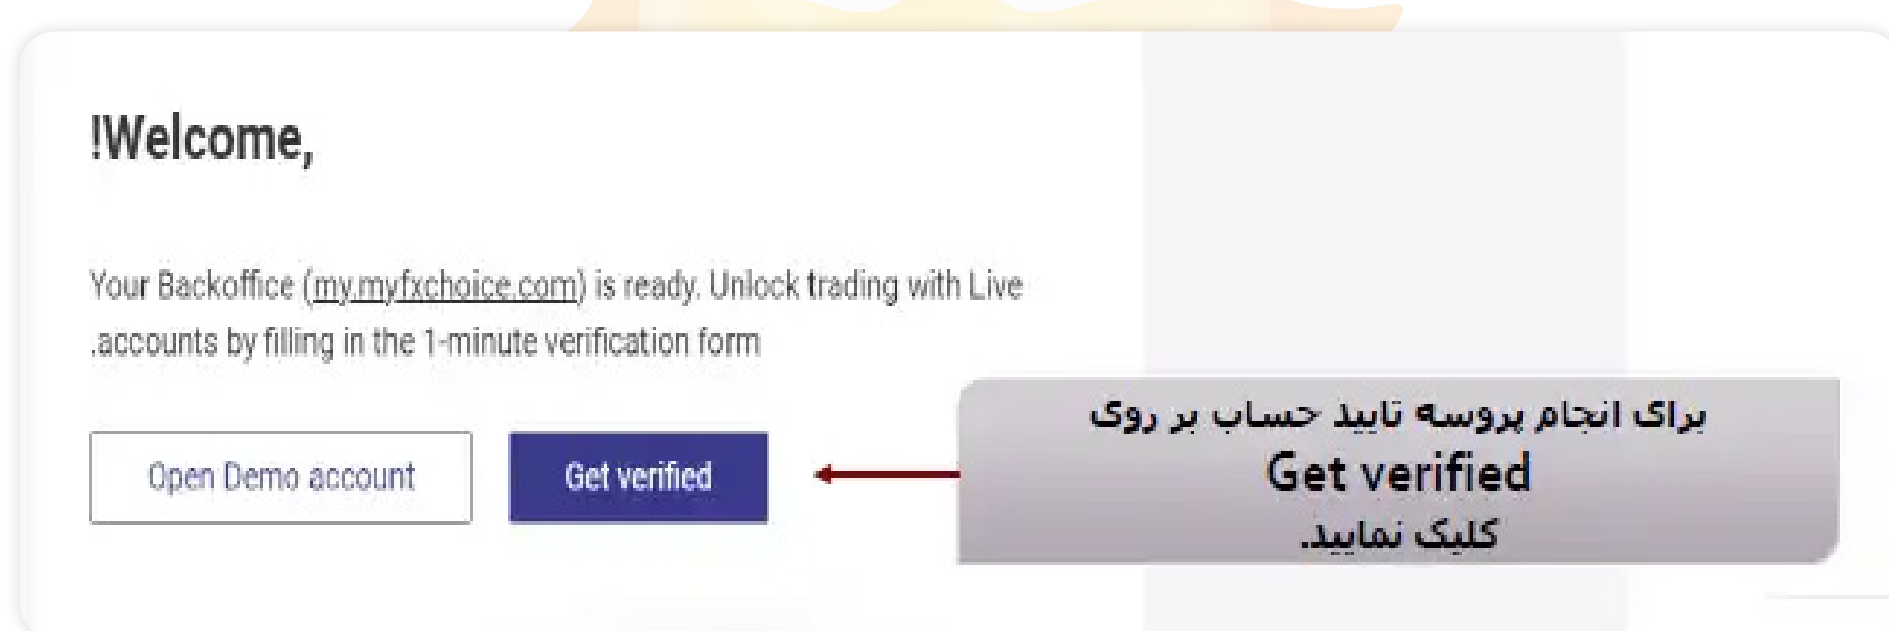 !Welcome,
Your Backoffice (my.myfxchoice.com) is ready. Unlock trading with Live
.accounts by filling in the 1-minute verification form
Open Demo account
Get verified
برای انجام پروسه تایید حساب بر روی
Get verified
کلیک نمایید.